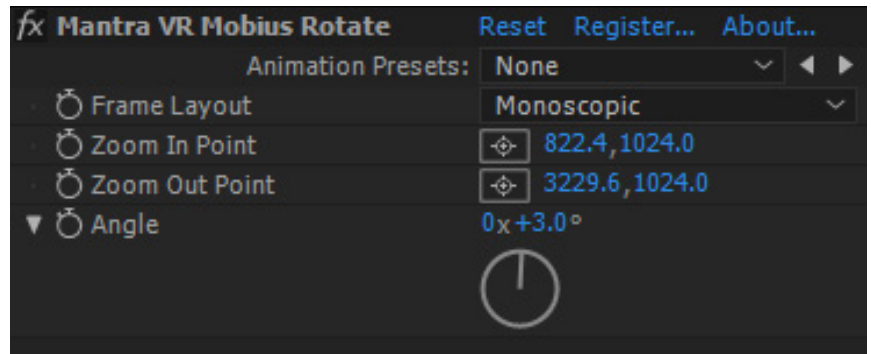 fx Mantra VR Mobius Rotate Reset Register... About...
Animation Presets: None
Frame Layout Monoscopic
Zoom In Point 822.4,1024.0
Zoom Out Point 3229.6,1024.0
Angle 0x+3.0°